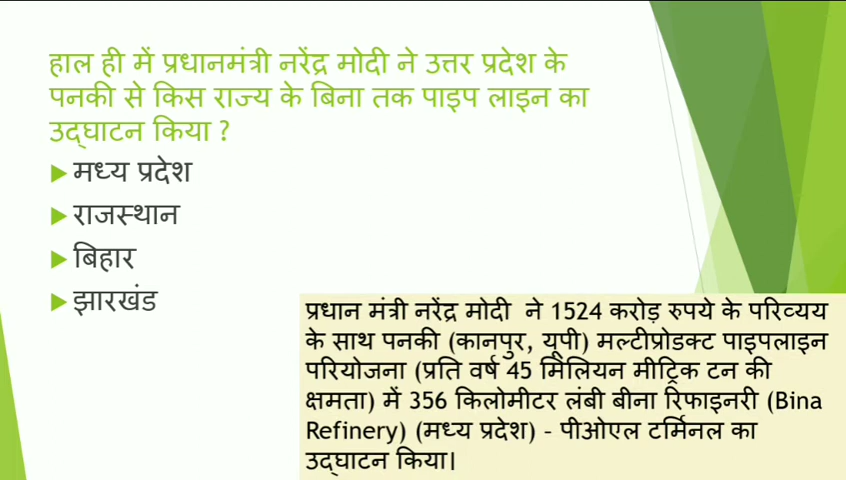 हाल ही में प्रधानमंत्री नरेंद्र मोदी ने उत्तर प्रदेश के
पनकी से किस राज्य के बिना तक पाइप लाइन का
उद्घाटन किया ?
मध्य प्रदेश
राजस्थान
बिहार
झारखंड
प्रधान मंत्री नरेंद्र मोदी ने 1524 करोड़ रुपये के परिव्यय
के साथ पनकी (कानपुर, यूपी) मल्टीप्रोडक्ट पाइपलाइन
परियोजना (प्रति वर्ष 45 मिलियन मीट्रिक टन की
क्षमता) में 356 किलोमीटर लंबी बीना रिफाइनरी (Bina
Refinery) (मध्य प्रदेश) - पीओएल टर्मिनल का
उद्घाटन किया।